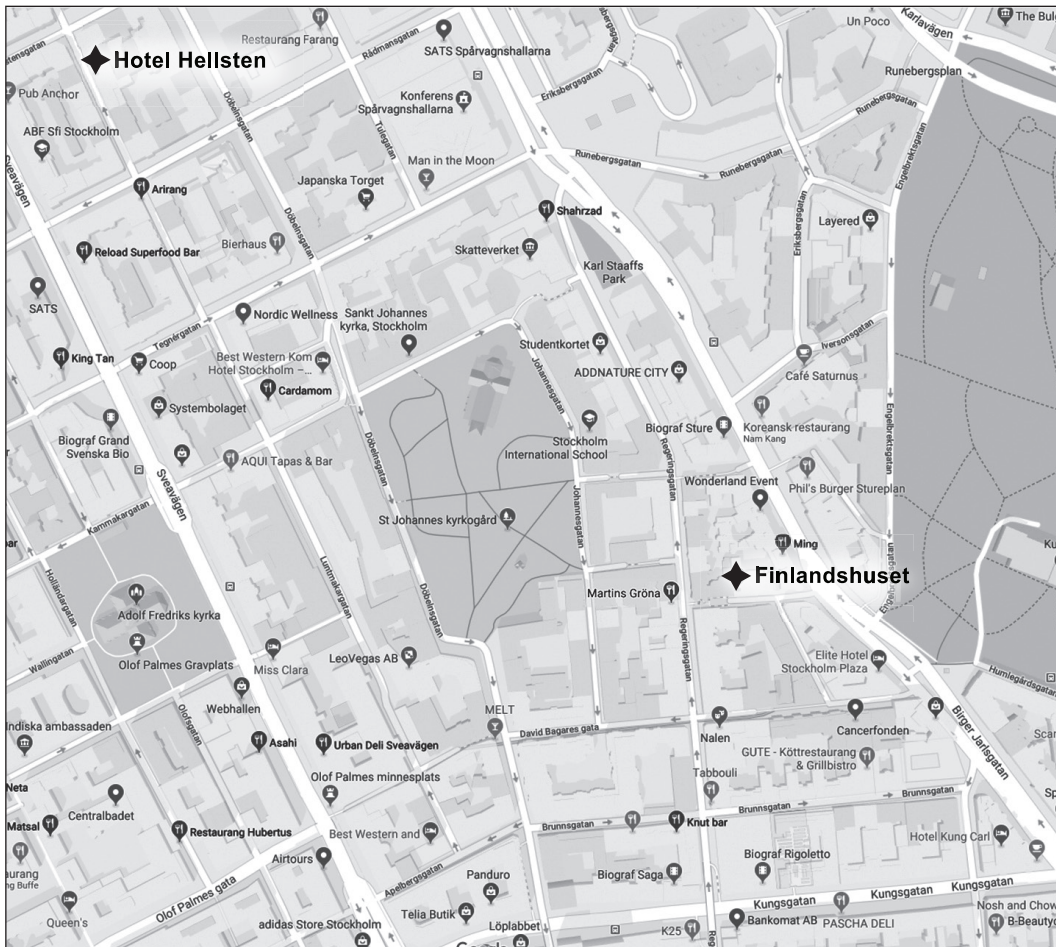 Restaurang Farang
SATS Spårvagnshallarna
Un Poco
Karlavägen
The Bul
Hotel Hellsten
Rådmansgatan
Runebergsplan
Pub Anchor
Döbelnsgatan
Konferens
Spårvagnshallarna
Eriksbergsgatan
Runebergsgatan
ABF Sfi Stockholm
Tulegatan
Engelbrektsgatan
Sveavägen
Man in the Moon
Runebergsgatan
Runebergsgatan
Arirang
Japanska Torget
Döbelnsgatan
Shahrzad
Eriksbergsgatan
Layered
Reload Superfood Bar
Bierhaus
Skatteverket
Karl Staaffs
Park
SATS
Nordic Wellness
Sankt Johannes
kyrka, Stockholm
Tegnérgatan
Studentkortet
Iversonsgatan
King Tan
Coop
Best Western Kom
Hotel Stockholm – ...
ADDNATURE CITY
Café Saturnus
Cardamom
Johannesgatan
Systembolaget
Biograf Grand
Svenska Bio
Stockholm
International School
Biograf Sture
Koreansk restaurang
Nam Kang
Engelbrektsgatan
AQUI Tapas & Bar
Döbelnsgatan
Regeringsgatan
Sveavägen
Wonderland Event
Phil's Burger Stureplan
Kammakargatan
St Johannes kyrkogård
Johannesgatan
Ming
bar
Holländargatan
Luntmakargatan
Finlandshuset
Adolf Fredriks kyrka
Döbelnsgatan
Martins Gröna
Wallingatan
Olof Palmes Gravplats
Miss Clara
LeoVegas AB
Regeringsgatan
Elite Hotel
Stockholm Plaza
Humlegårdsgatan
Webhallen
Olofsgatan
MELT
Indiska ambassaden
Asahi
Urban Deli Sveavägen
David Bagares gata
Nalen
Cancerfonden
Birger Jarlsgatan
Scan
GUTE - Köttrestaurang
& Grillbistro
Olof Palmes minnesplats
Tabbouli
Neta
Centralbadet
Brunnsgatan
Brunnsgatan
Matsal
Restaurang Hubertus
Best Western and
Brunnsgatan
Knut bar
Hotel Kung Carl
Airtours
Biograf Rigoletto
Apelbergsgatan
Panduro
Biograf Saga
Olof Palmes gata
Kungsgatan
Kungsgatan
Queen's
adidas Store Stockholm
Telia Butik
Löplabbet
K25
Bankomat AB
PASCHA DELI
Nosh and Chow
B-Beauty